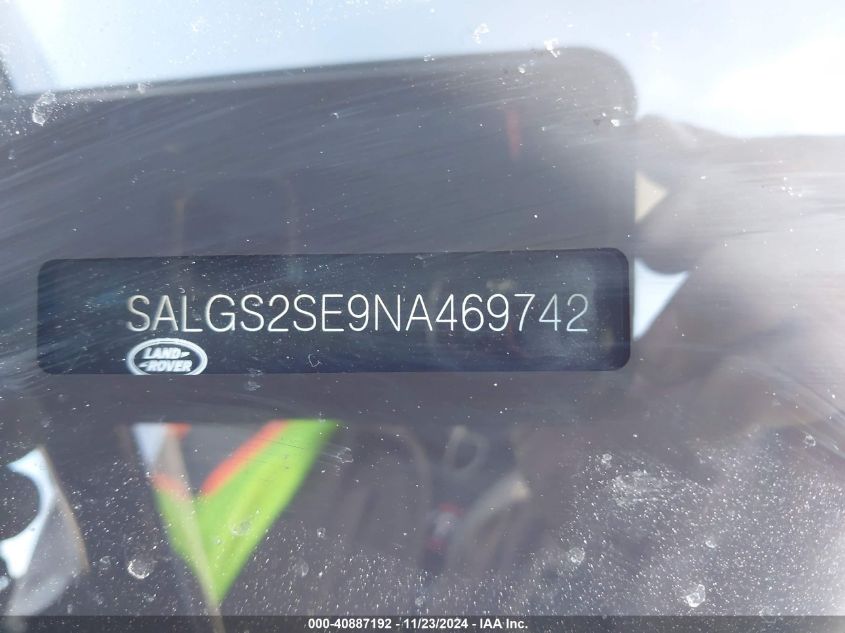 SALGS2SE9NA469742
LAND-
-ROVER
000-40887192 - 11/23/2024 - IAA Inc.